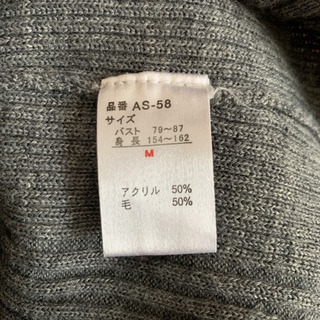 品番 AS-58
サイズ
バスト 79～87
身長 154～162
M
アクリル 50%
毛 50%